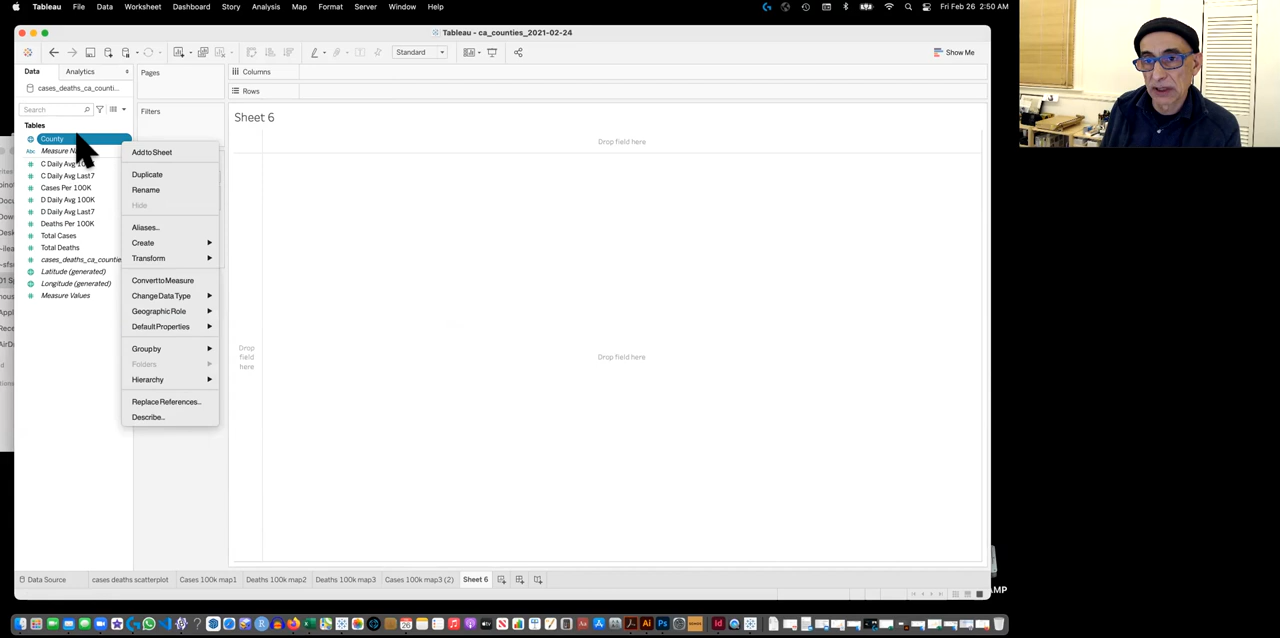 Tableau File Data Worksheet Dashboard Story Analysis Map Format Server Window Help
Fri Feb 26 2:50 AM
Tableau - ca_counties_2021-02-24
Standard
Show Me
Data Analytics
Pages
Columns
cases_deaths_ca_counti...
Rows
Search
Filters
Sheet 6
Tables
County
Abc
C Daily Avg
C Daily Avg Last7
Cases Per 100K
D Daily Avg 100K
D Daily Avg Last7
Deaths Per 100K
Total Cases
Total Deaths
cases_deaths_ca_countie
Latitude (generated)
Longitude (generated)
Measure Values
Add to Sheet
Duplicate
Rename
Hide
Aliases...
Create
Transform
Convert to Measure
Change Data Type
Geographic Role
Default Properties
Group by
Folders
Hierarchy
Replace References...
Describe...
Drop field here
Drop
field
here
Drop field here
Data Source
cases deaths scatterplot
Cases 100k map1
Deaths 100k map2
Deaths 100k map3
Cases 100k map3 (2)
Sheet 6